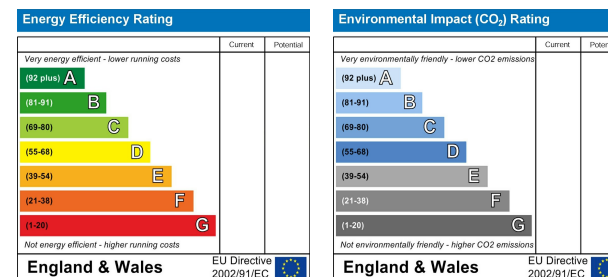 Energy Efficiency Rating
Current Potential
Very energy efficient - lower running costs
(92 plus) A
(81-91) B
(69-80) C
(55-68) D
(39-54) E
(21-38) F
(1-20) G
Not energy efficient - higher running costs
England & Wales
EU Directive
2002/91/EC
Environmental Impact (CO₂) Rating
Current Poten
Very environmentally friendly - lower CO2 emissions
(92 plus) A
(81-91) B
(69-80) C
(55-68) D
(39-54) E
(21-38) F
(1-20) G
Not environmentally friendly - higher CO2 emissions
England & Wales
EU Directive
2002/91/EC